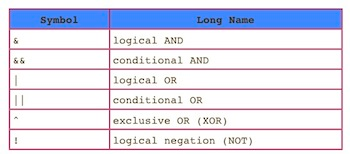 Symbol Long Name
& logical AND
&& conditional AND
| logical OR
|| conditional OR
^ exclusive OR (XOR)
! logical negation (NOT)